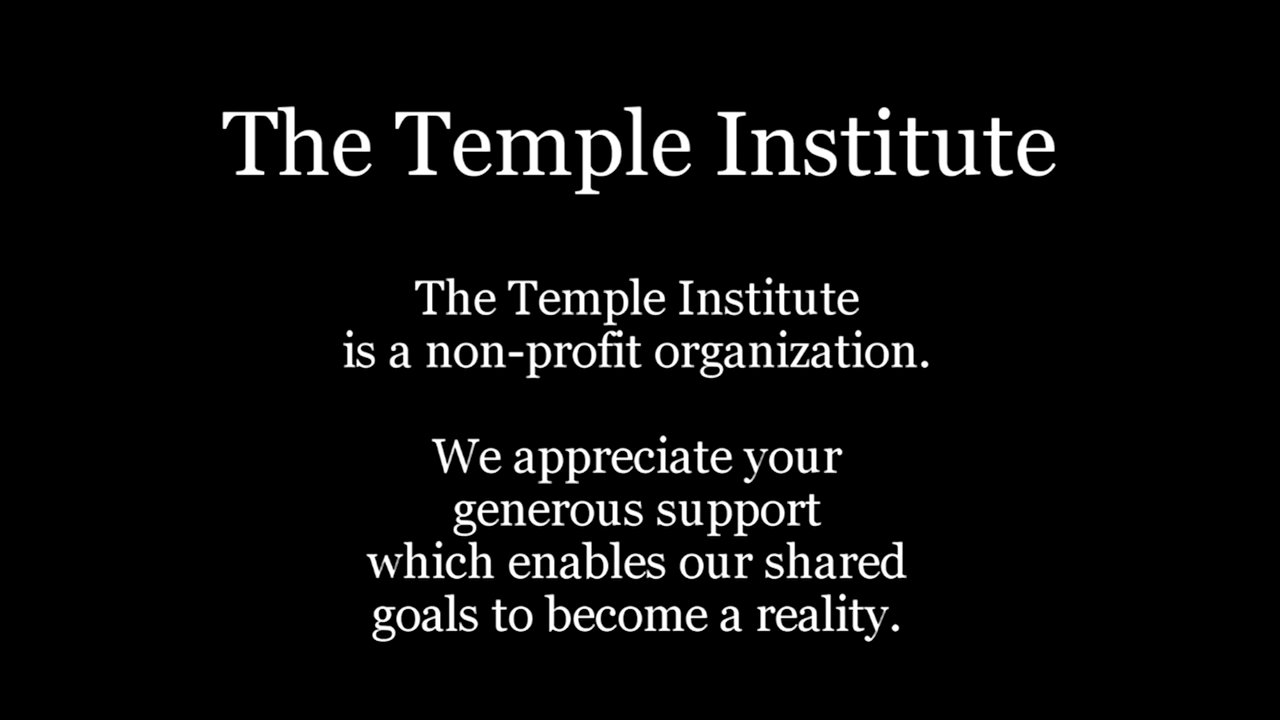 The Temple Institute
The Temple Institute
is a non-profit organization.
We appreciate your
generous support
which enables our shared
goals to become a reality.